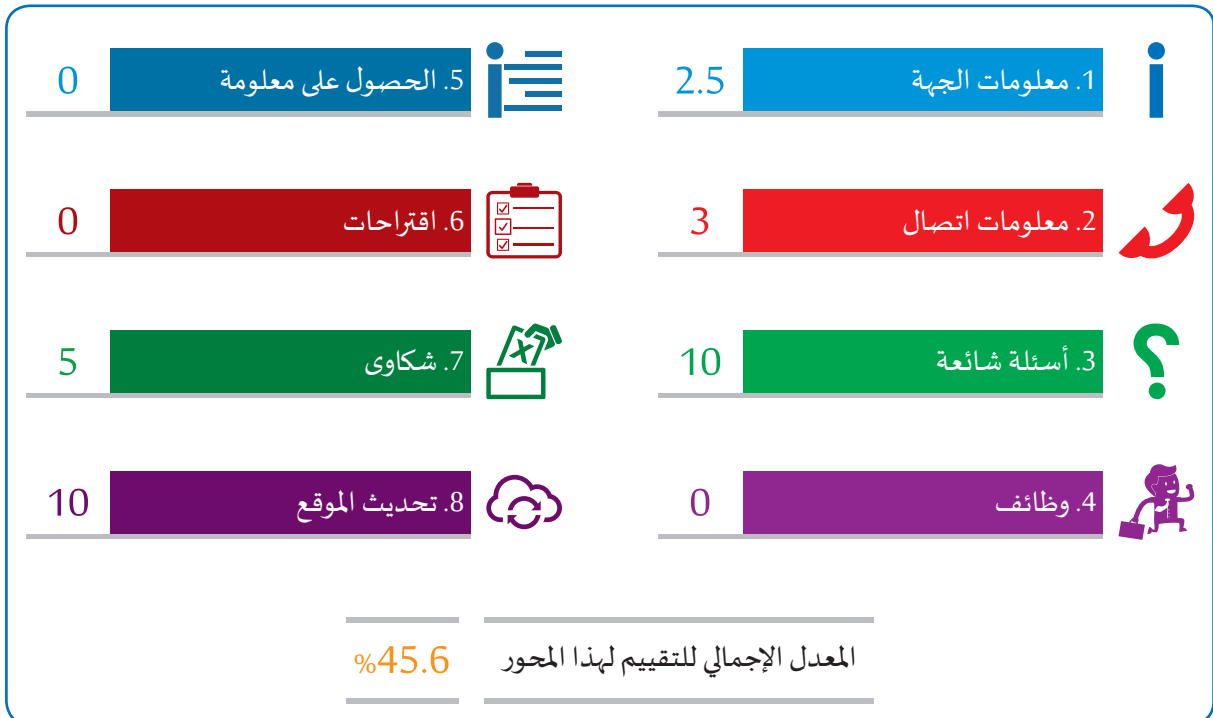 1. معلومات الجهة 2.5
2. معلومات اتصال 3
3. أسئلة شائعة 10
4. وظائف 0
5. الحصول على معلومة 0
6. اقتراحات 0
7. شكاوى 5
8. تحديث الموقع 10
المعدل الإجمالي للتقييم لهذا المحور %45.6